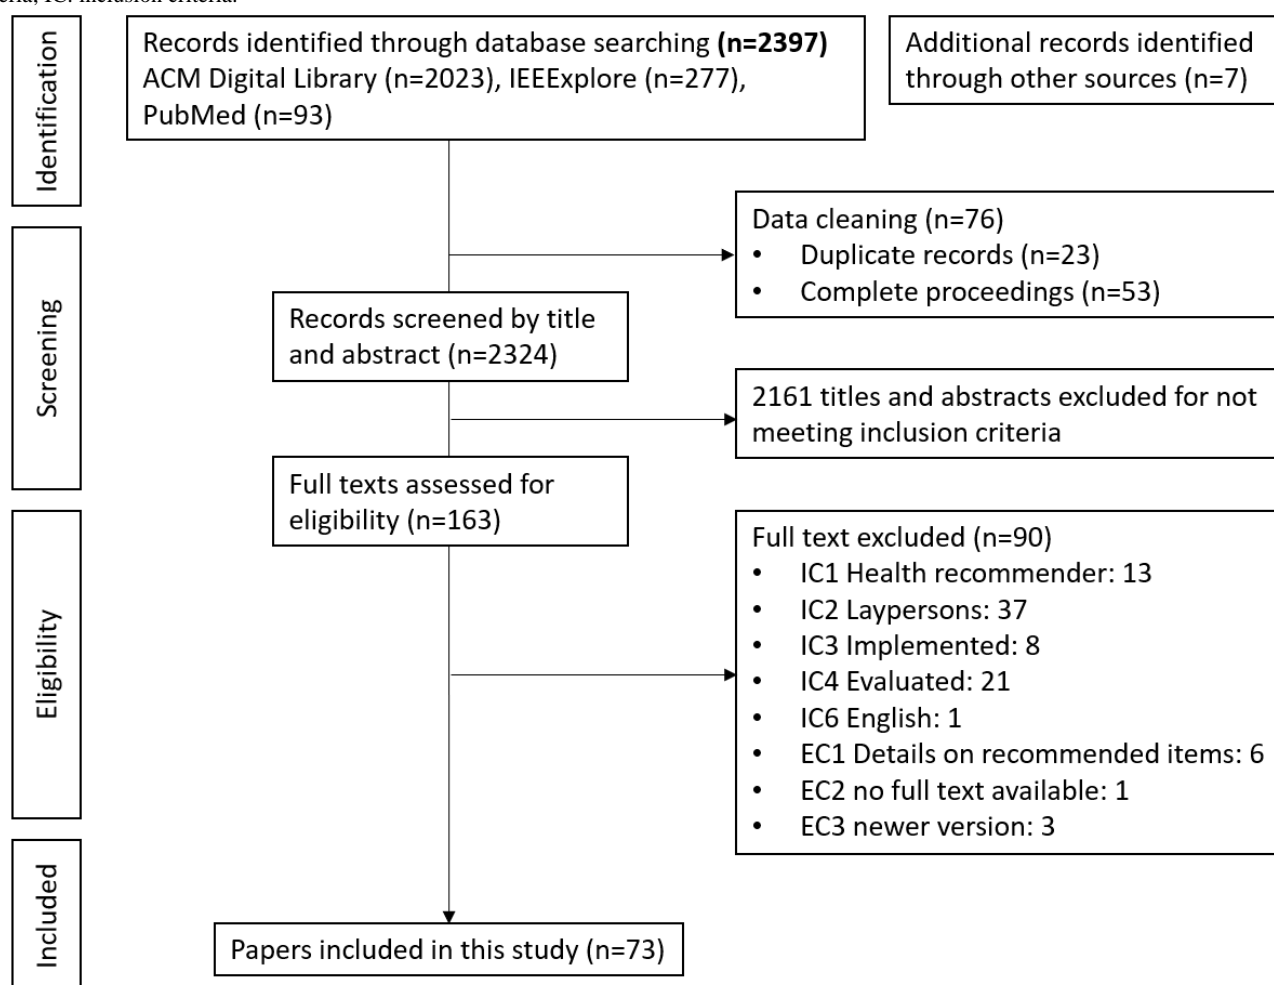 eria; IC: inclusion criteria.
Identification
Records identified through database searching (n=2397)
ACM Digital Library (n=2023), IEEExplore (n=277),
PubMed (n=93)
Additional records identified
through other sources (n=7)
Screening
Data cleaning (n=76)
• Duplicate records (n=23)
• Complete proceedings (n=53)
Records screened by title
and abstract (n=2324)
2161 titles and abstracts excluded for not
meeting inclusion criteria
Full texts assessed for
eligibility (n=163)
Eligibility
Full text excluded (n=90)
• IC1 Health recommender: 13
• IC2 Laypersons: 37
• IC3 Implemented: 8
• IC4 Evaluated: 21
• IC6 English: 1
• EC1 Details on recommended items: 6
• EC2 no full text available: 1
• EC3 newer version: 3
Included
Papers included in this study (n=73)